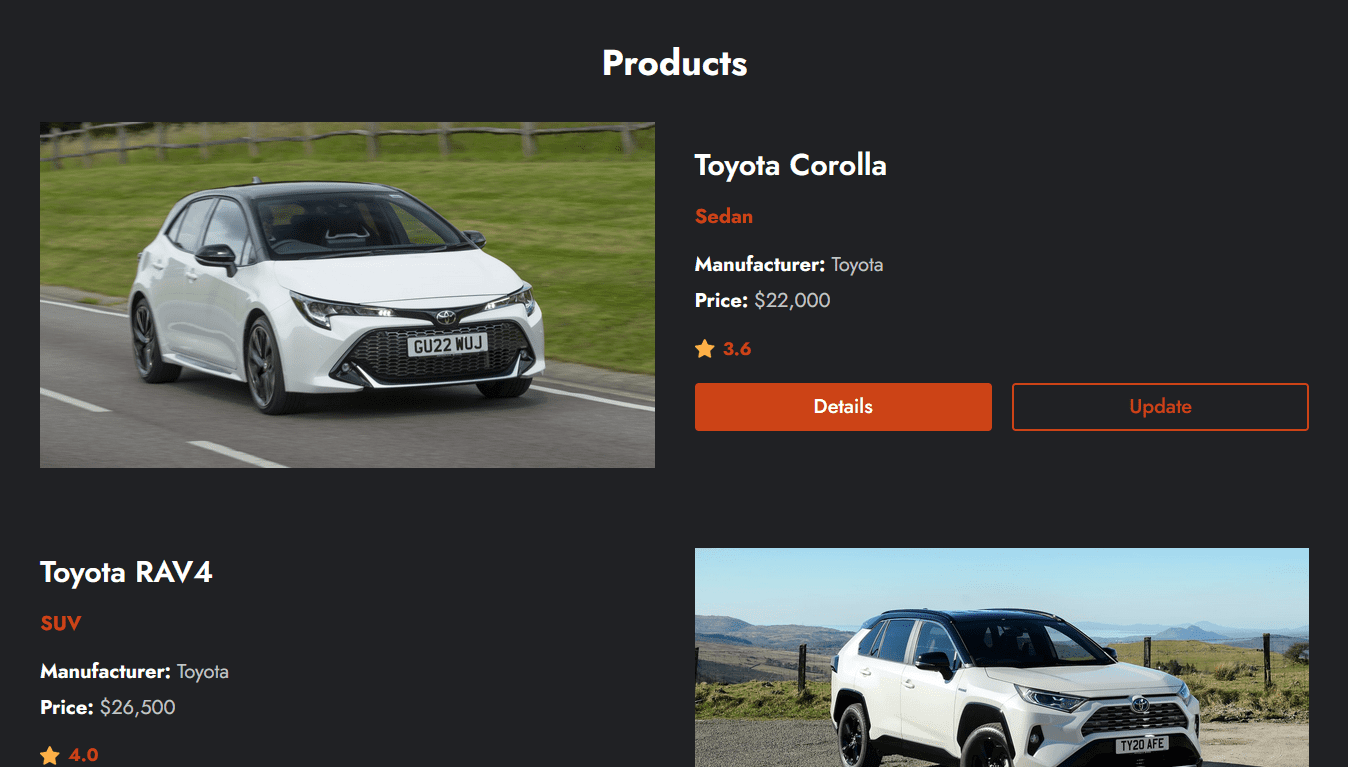 Products
Toyota Corolla
Sedan
Manufacturer: Toyota
Price: $22,000
3.6
Details
Update
GU22 WUJ
Toyota RAV4
SUV
Manufacturer: Toyota
Price: $26,500
4.0
TY20 AFE